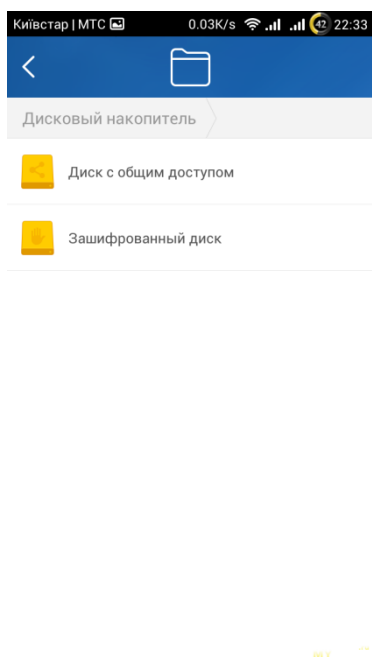 Київстар | МТС 0.03K/s 42 22:33
Дисковый накопитель
Диск с общим доступом
Зашифрованный диск